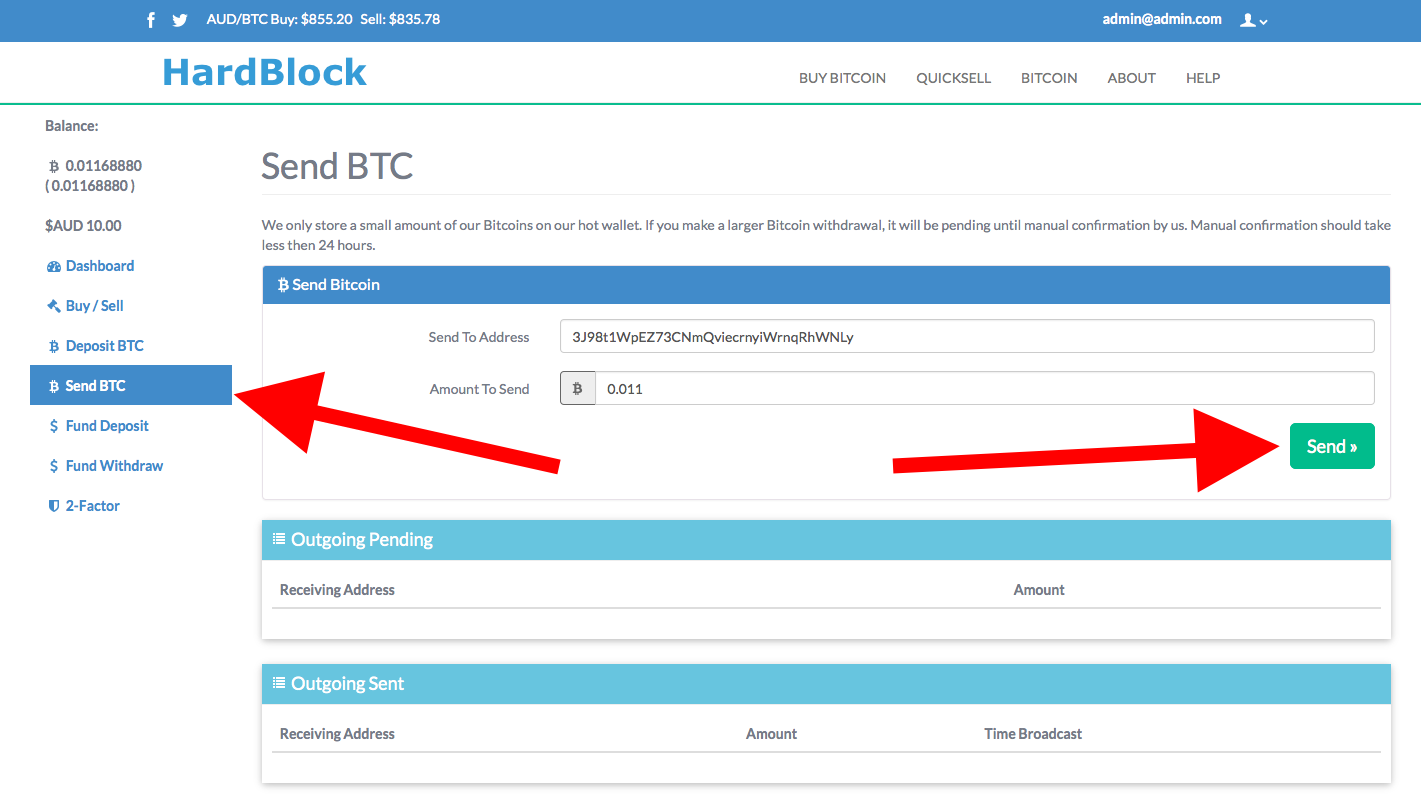 AUD/BTC Buy: $855.20 Sell: $835.78
admin@admin.com
HardBlock
BUY BITCOIN QUICKSELL BITCOIN ABOUT HELP
Balance:
0.01168880
( 0.01168880 )
$AUD 10.00
Dashboard
Buy / Sell
Deposit BTC
Send BTC
$ Fund Deposit
$ Fund Withdraw
2-Factor
Send BTC
We only store a small amount of our Bitcoins on our hot wallet. If you make a larger Bitcoin withdrawal, it will be pending until manual confirmation by us. Manual confirmation should take
less then 24 hours.
Send Bitcoin
Send To Address 3J98t1WpEZ73CNmQviecrnyiWrnqRhWNLy
Amount To Send 0.011
Send »
Outgoing Pending
Receiving Address Amount
Outgoing Sent
Receiving Address Amount Time Broadcast